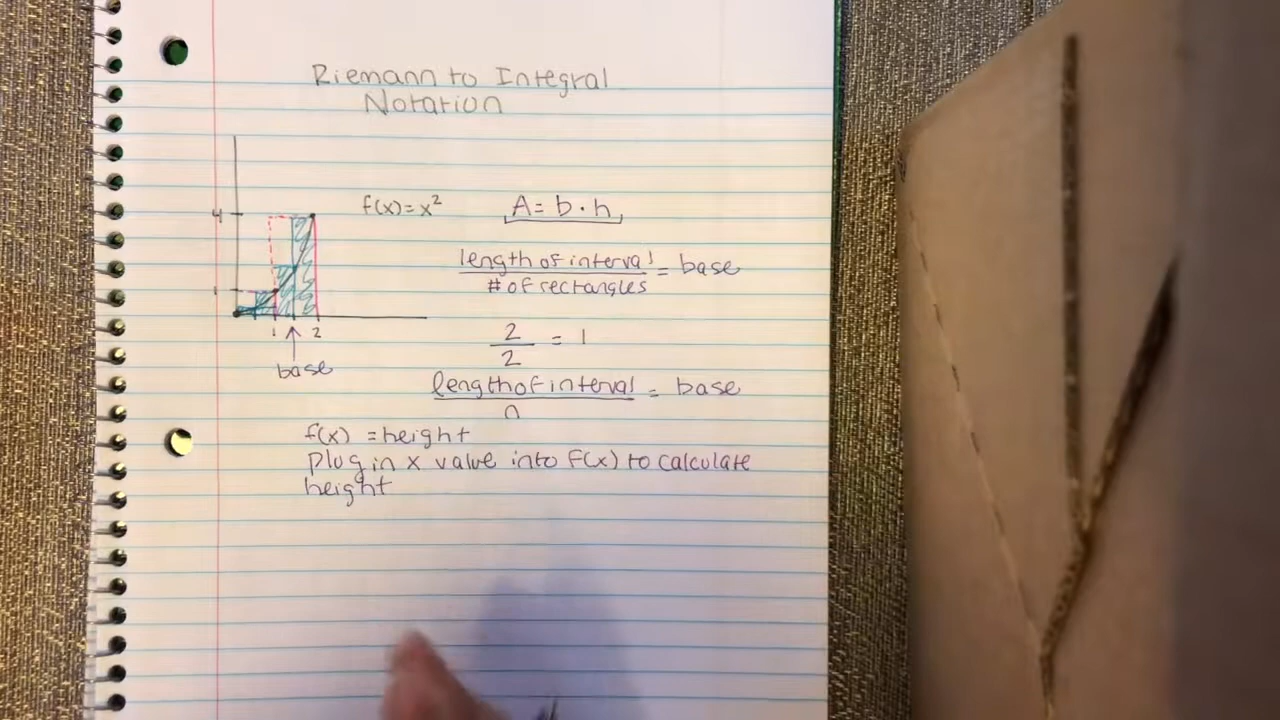 Riemann to Integral
Notation
f(x)=x²
A=b·h
4
length of interval = base
# of rectangles
1
1 2
2/2 = 1
base
length of interval = base
n
f(x) = height
plug in x value into f(x) to calculate
height